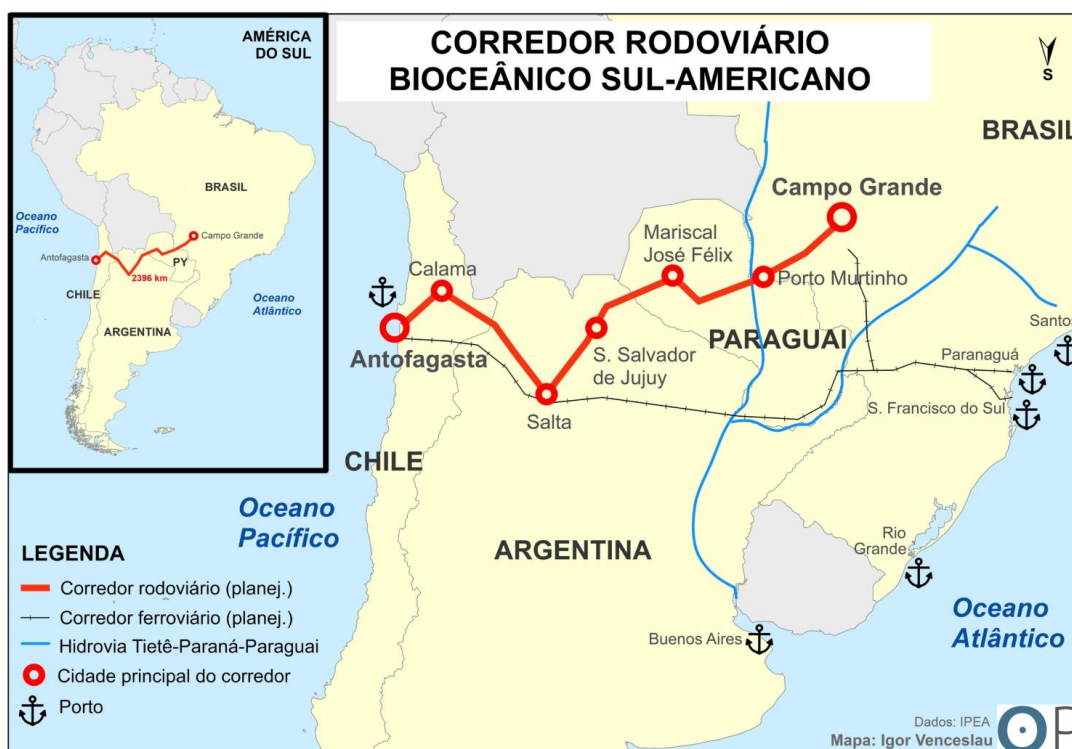 CORREDOR RODOVIÁRIO
BIOCEÂNICO SUL-AMERICANO
AMÉRICA
DO SUL
BRASIL
Oceano
Pacífico
Campo Grande
Antofagasta
PY
2396 km
CHILE
Oceano
Atlântico
ARGENTINA
S
BRASIL
Campo Grande
Mariscal
José Félix
Calama
Porto Murtinho
Antofagasta
PARAGUAI
S. Salvador
de Jujuy
Salta
Santos
Paranaguá
S. Francisco do Sul
CHILE
Oceano
Pacífico
ARGENTINA
Rio
Grande
Oceano
Atlântico
Buenos Aires
LEGENDA
Corredor rodoviário (planej.)
Corredor ferroviário (planej.)
Hidrovia Tietê-Paraná-Paraguai
Cidade principal do corredor
Porto
Dados: IPEA
Mapa: Igor Venceslau